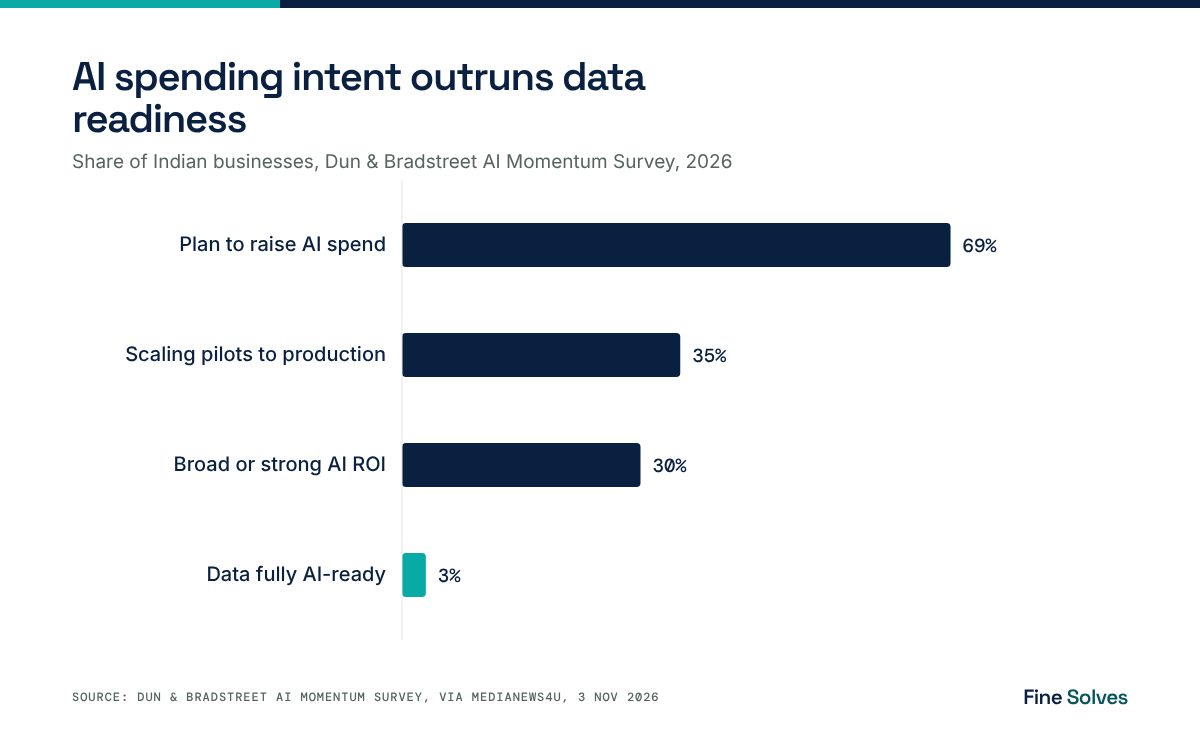 AI spending intent outruns data
readiness
Share of Indian businesses, Dun & Bradstreet AI Momentum Survey, 2026
Plan to raise AI spend
69%
Scaling pilots to production
35%
Broad or strong AI ROI
30%
Data fully AI-ready
3%
SOURCE: DUN & BRADSTREET AI MOMENTUM SURVEY, VIA MEDIANEWS4U, 3 NOV 2026
Fine Solves